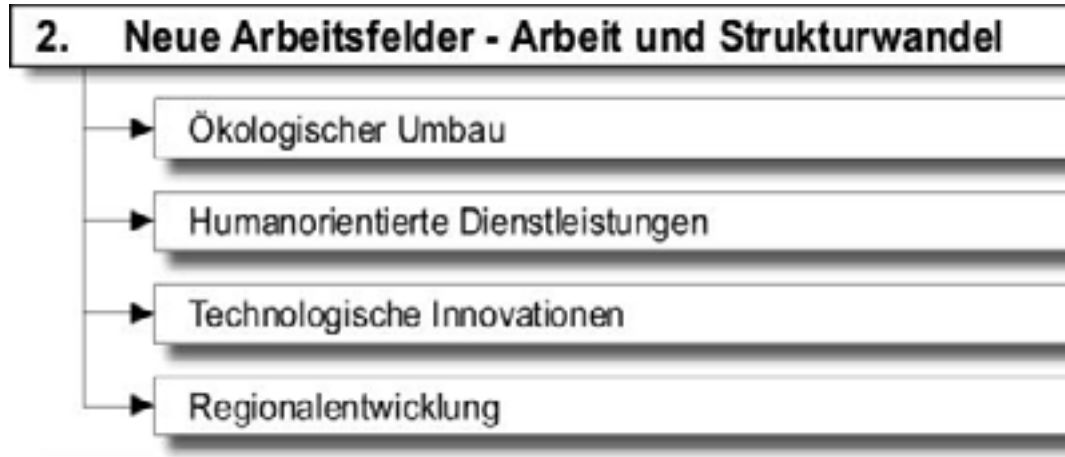 2. Neue Arbeitsfelder - Arbeit und Strukturwandel
Ökologischer Umbau
Humanorientierte Dienstleistungen
Technologische Innovationen
Regionalentwicklung